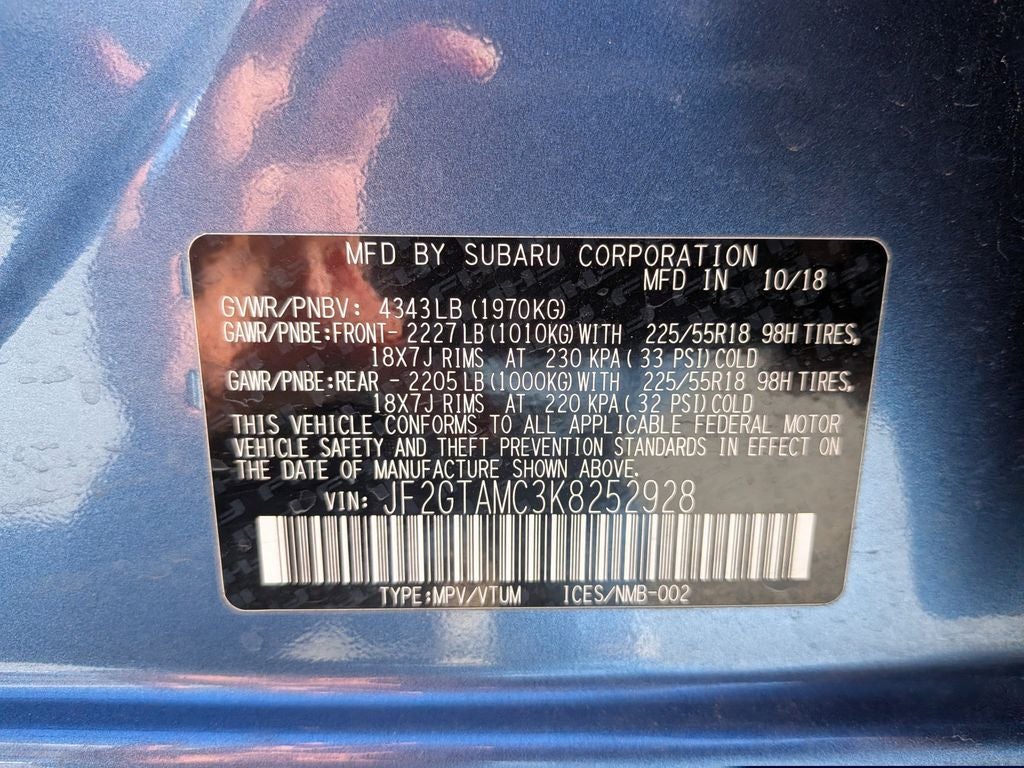 MFD BY SUBARU CORPORATION
MFD IN 10/18
GVWR/PNBV: 4343LB (1970KG)
GAWR/PNBE:FRONT- 2227LB (1010KG)WITH 225/55R18 98H TIRES,
18X7J RIMS AT 230 KPA ( 33 PSI)COLD
GAWR/PNBE:REAR - 2205LB (1000KG)WITH 225/55R18 98H TIRES,
18X7J RIMS AT 220 KPA ( 32 PSI)COLD
THIS VEHICLE CONFORMS TO ALL APPLICABLE FEDERAL MOTOR
VEHICLE SAFETY AND THEFT PREVENTION STANDARDS IN EFFECT ON
THE DATE OF MANUFACTURE SHOWN ABOVE.
VIN: JF2GTAMC3K8252928
TYPE:MPV/VTUM ICES/NMB-002